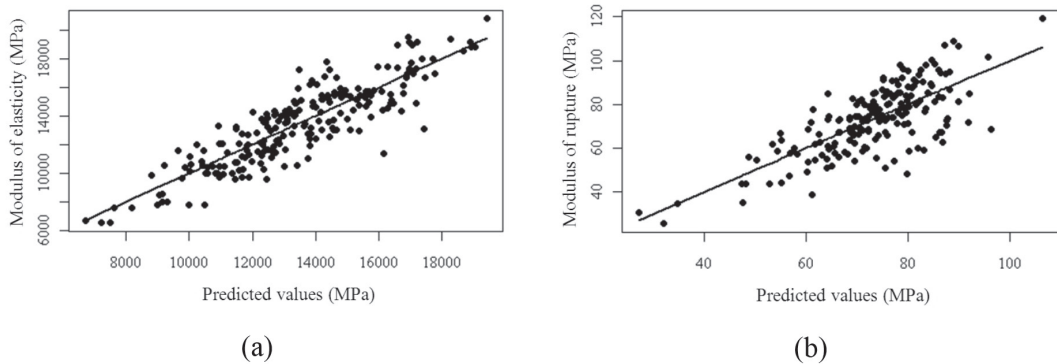 Modulus of elasticity (MPa)
6000 10000 14000 18000
8000 10000 12000 14000 16000 18000
Predicted values (MPa)
(a)
Modulus of rupture (MPa)
40 60 80 100 120
40 60 80 100
Predicted values (MPa)
(b)